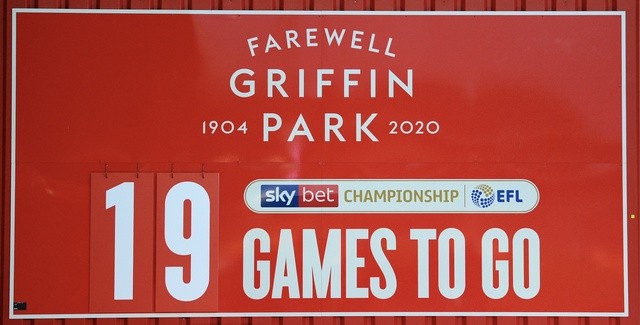 FAREWELL
GRIFFIN
1904 PARK 2020
sky bet CHAMPIONSHIP EFL
19 GAMES TO GO